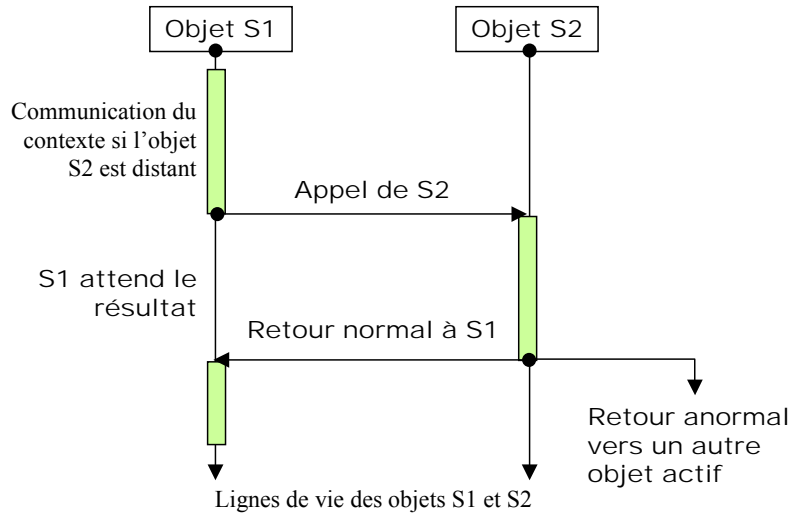 Objet S1
Objet S2
Communication du
contexte si l’objet
S2 est distant
Appel de S2
S1 attend le
résultat
Retour normal à S1
Retour anormal
vers un autre
objet actif
Lignes de vie des objets S1 et S2